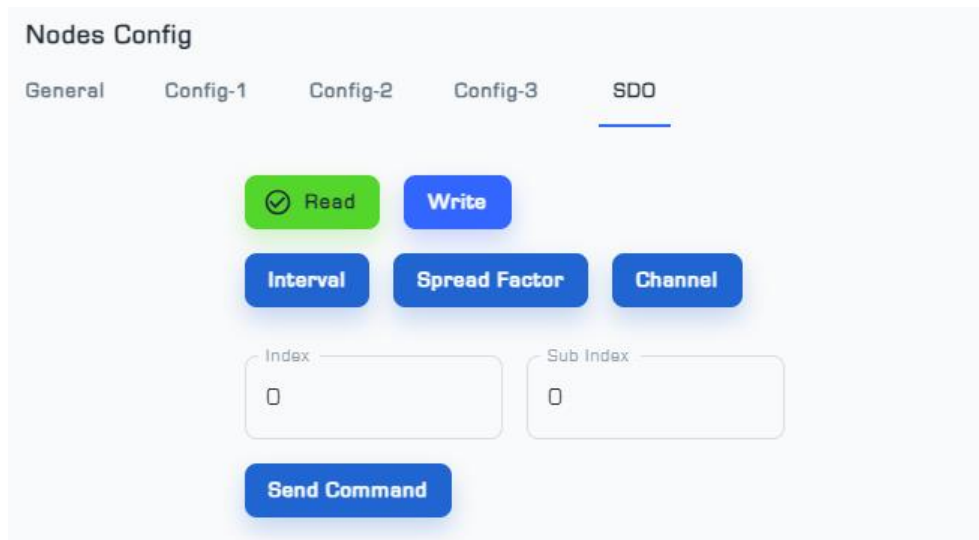 Nodes Config
General Config-1 Config-2 Config-3 SDO
Read Write
Interval Spread Factor Channel
Index Sub Index
0 0
Send Command